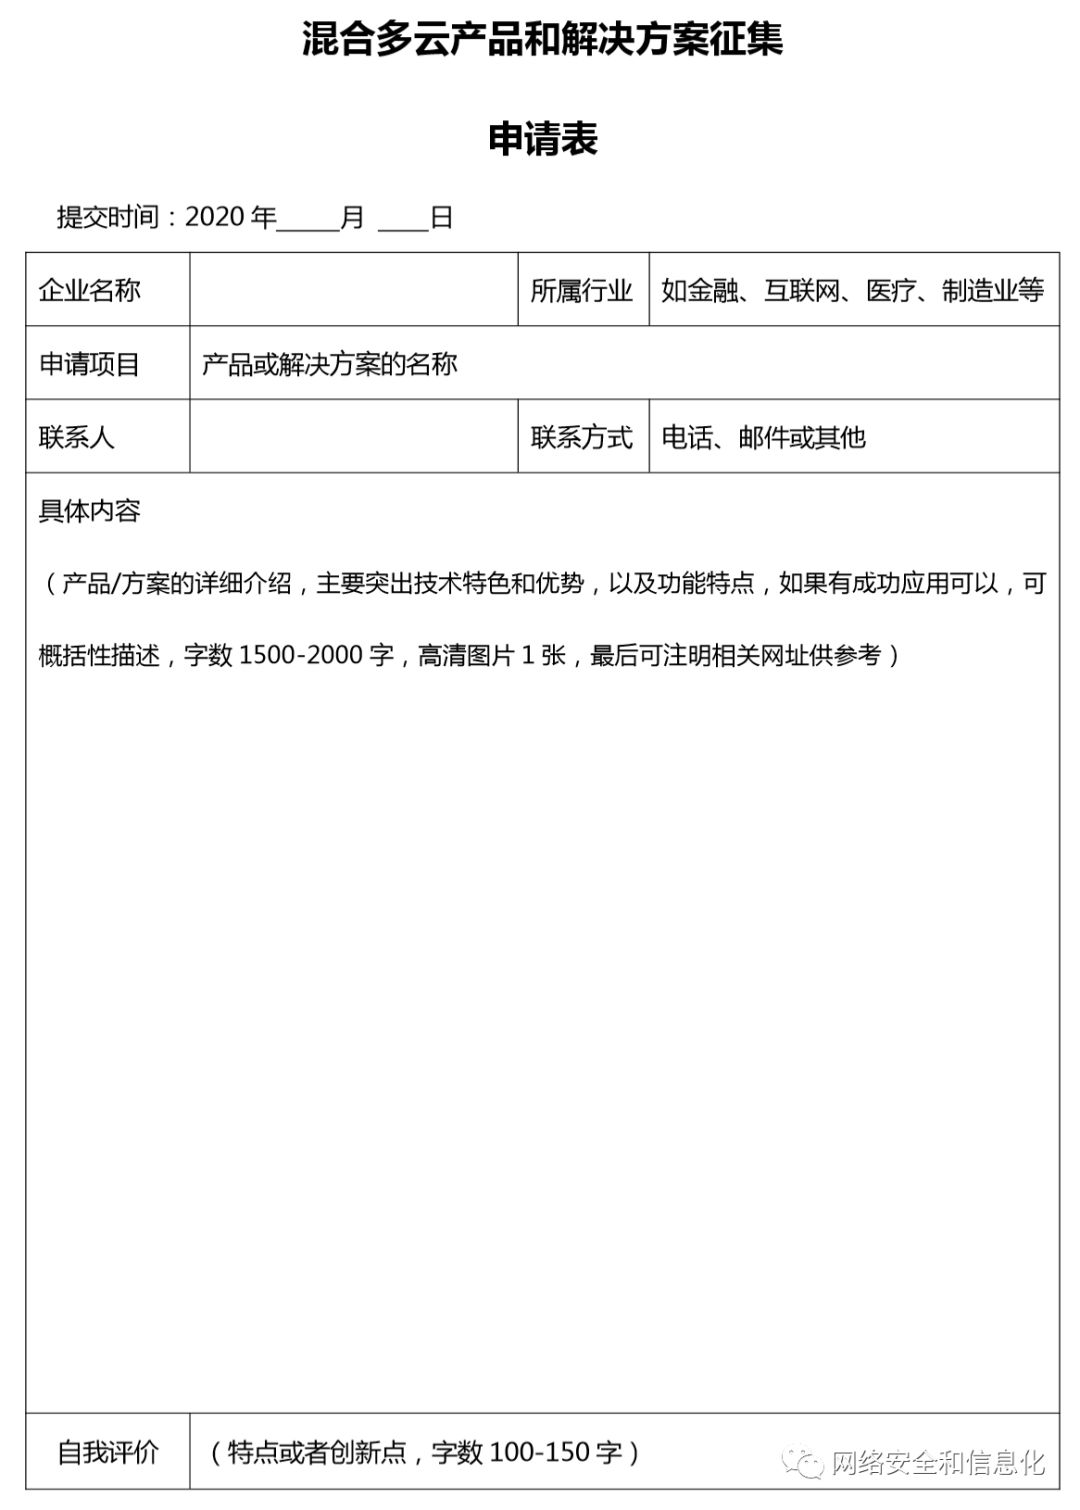 混合多云产品和解决方案征集
申请表
提交时间：2020 年_____月 ____日
企业名称 所属行业 如金融、互联网、医疗、制造业等
申请项目 产品或解决方案的名称
联系人 联系方式 电话、邮件或其他
具体内容
（产品/方案的详细介绍，主要突出技术特色和优势，以及功能特点，如果有成功应用可以，可
概括性描述，字数 1500-2000 字，高清图片 1 张，最后可注明相关网址供参考）
自我评价 （特点或者创新点，字数 100-150 字）
网络安全和信息化